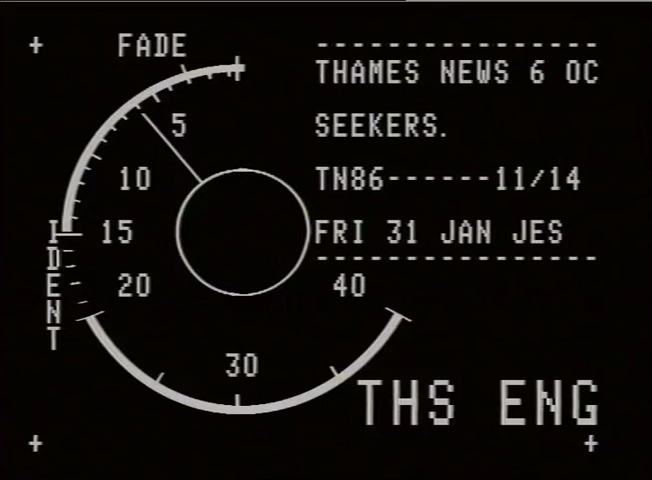 FADE
----------------
THAMES NEWS 6 OC
SEEKERS.
TN86------11/14
FRI 31 JAN JES
----------------
5
10
15
20
30
40
IDENT
THS ENG